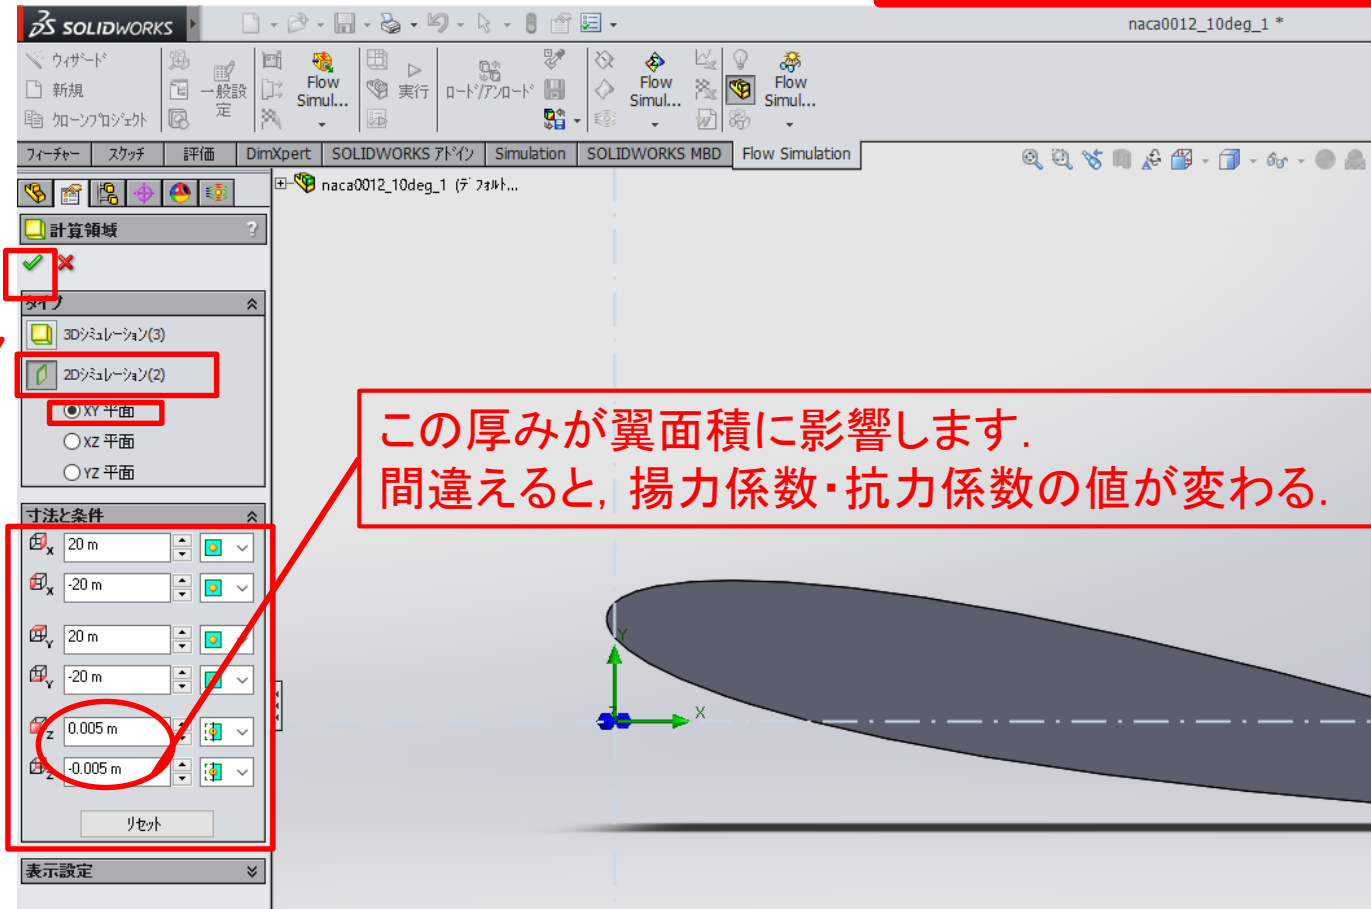 SOLIDWORKS
naca0012_10deg_1 *
ウィザード
新規
クローンプロジェクト
一般設
定
Flow
Simul...
実行
ロード/アンロード
Flow
Simul...
Flow
Simul...
フィーチャー スケッチ 評価 DimXpert SOLIDWORKS アドイン Simulation SOLIDWORKS MBD Flow Simulation
naca0012_10deg_1 (デフォルト...
計算領域 ?
タイプ
3Dシミュレーション(3)
2Dシミュレーション(2)
XY 平面
XZ 平面
YZ 平面
この厚みが翼面積に影響します.
間違えると, 揚力係数・抗力係数の値が変わる.
寸法と条件
X 20 m
X -20 m
Y 20 m
Y -20 m
Z 0.005 m
Z -0.005 m
リセット
表示設定
Y
X